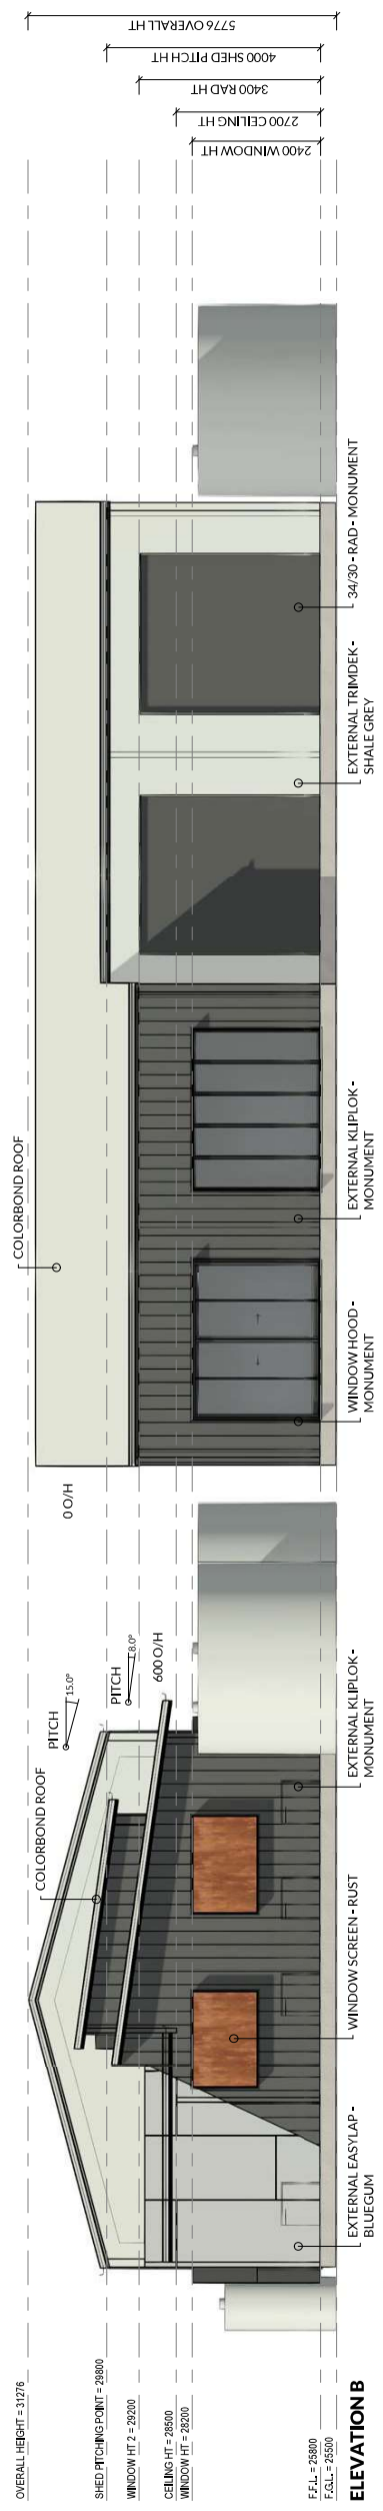 5776 OVERALL HT
4000 SHED PITCH HT
3400 RAD HT
2700 CEILING HT
2400 WINDOW HT
34/30 - RAD - MONUMENT
EXTERNAL TRIMDEK -
SHALE GREY
EXTERNAL KLIPLOK -
MONUMENT
WINDOW HOOD -
MONUMENT
COLORBOND ROOF
0 O/H
PITCH
15.0°
PITCH
8.0°
600 O/H
COLORBOND ROOF
EXTERNAL KLIPLOK -
MONUMENT
WINDOW SCREEN - RUST
EXTERNAL EASYLAP -
BLUEGUM
OVERALL HEIGHT = 31276
SHED PITCHING POINT = 29800
WINDOW HT 2 = 29200
CEILING HT = 28500
WINDOW HT = 28200
F.F.L. = 25800
F.G.L. = 25500
ELEVATION B